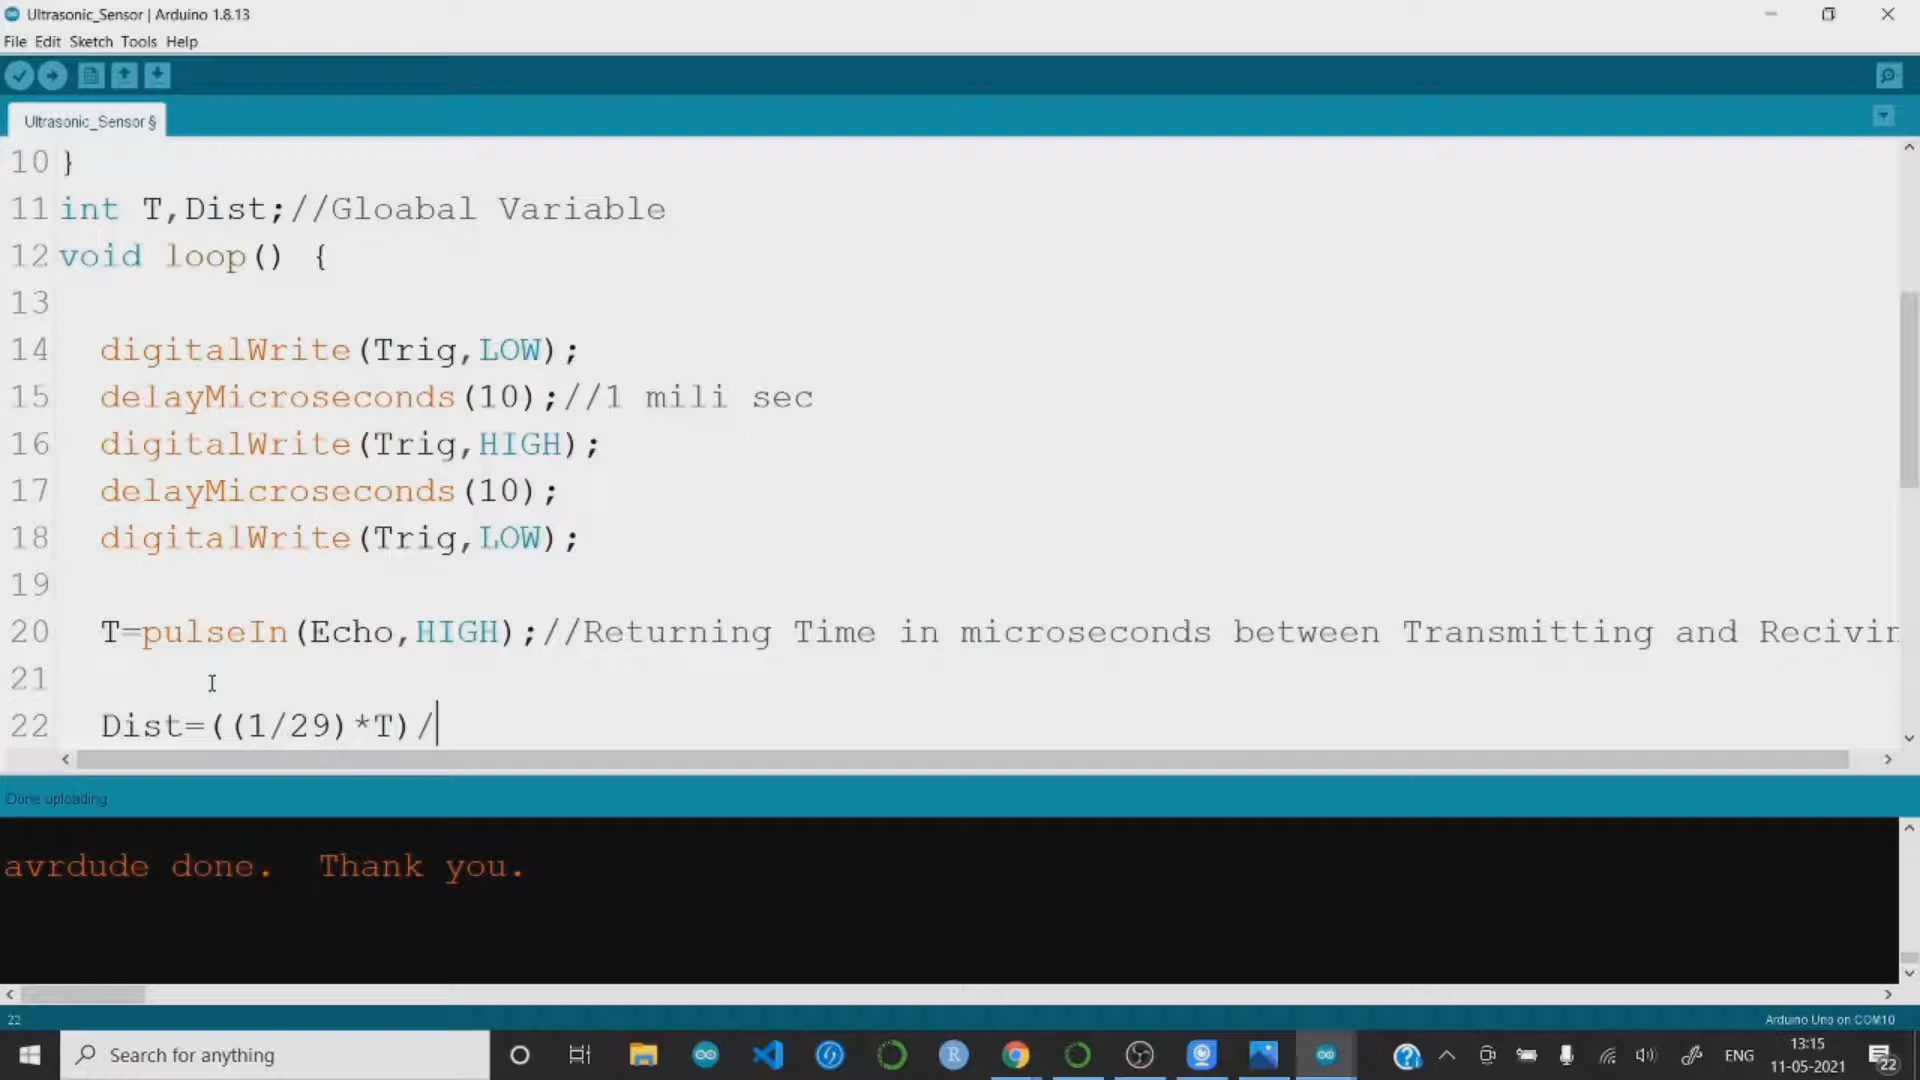 Ultrasonic_Sensor | Arduino 1.8.13
File Edit Sketch Tools Help
Ultrasonic_Sensor §
10 }
11 int T,Dist;//Gloabal Variable
12 void loop() {
13
14 digitalWrite(Trig,LOW);
15 delayMicroseconds(10);//1 mili sec
16 digitalWrite(Trig,HIGH);
17 delayMicroseconds(10);
18 digitalWrite(Trig,LOW);
19
20 T=pulseIn(Echo,HIGH);//Returning Time in microseconds between Transmitting and Recivin
21
22 Dist=((1/29)*T)/
Done uploading
avrdude done. Thank you.
22
Arduino Uno on COM10
Search for anything
R
ENG
13:15
11-05-2021
22